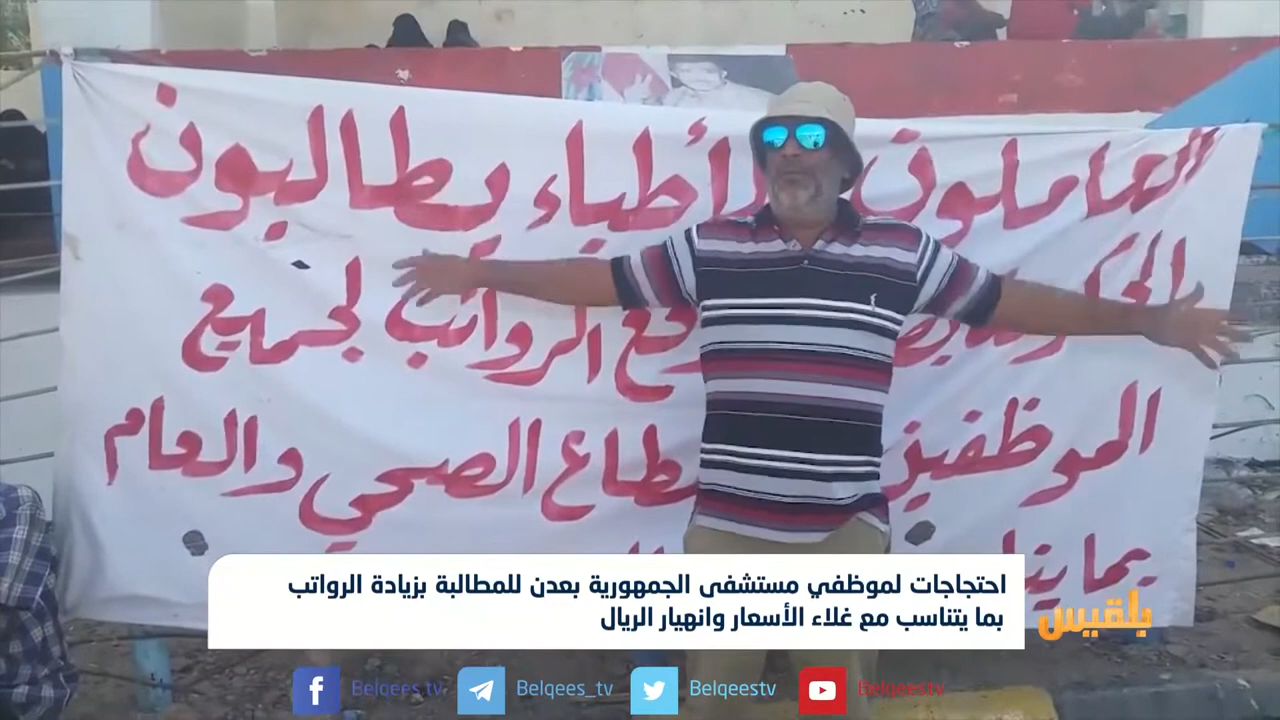 العاملون الأطباء يطالبون
رفع الرواتب لجميع
الموظفين الصحي والعام
احتجاجات لموظفي مستشفى الجمهورية بعدن للمطالبة بزيادة الرواتب
بما يتناسب مع غلاء الأسعار وانهيار الريال
بلقيس
Belqees_tv
Belqees_tv
Belqeestv
Belqeestv